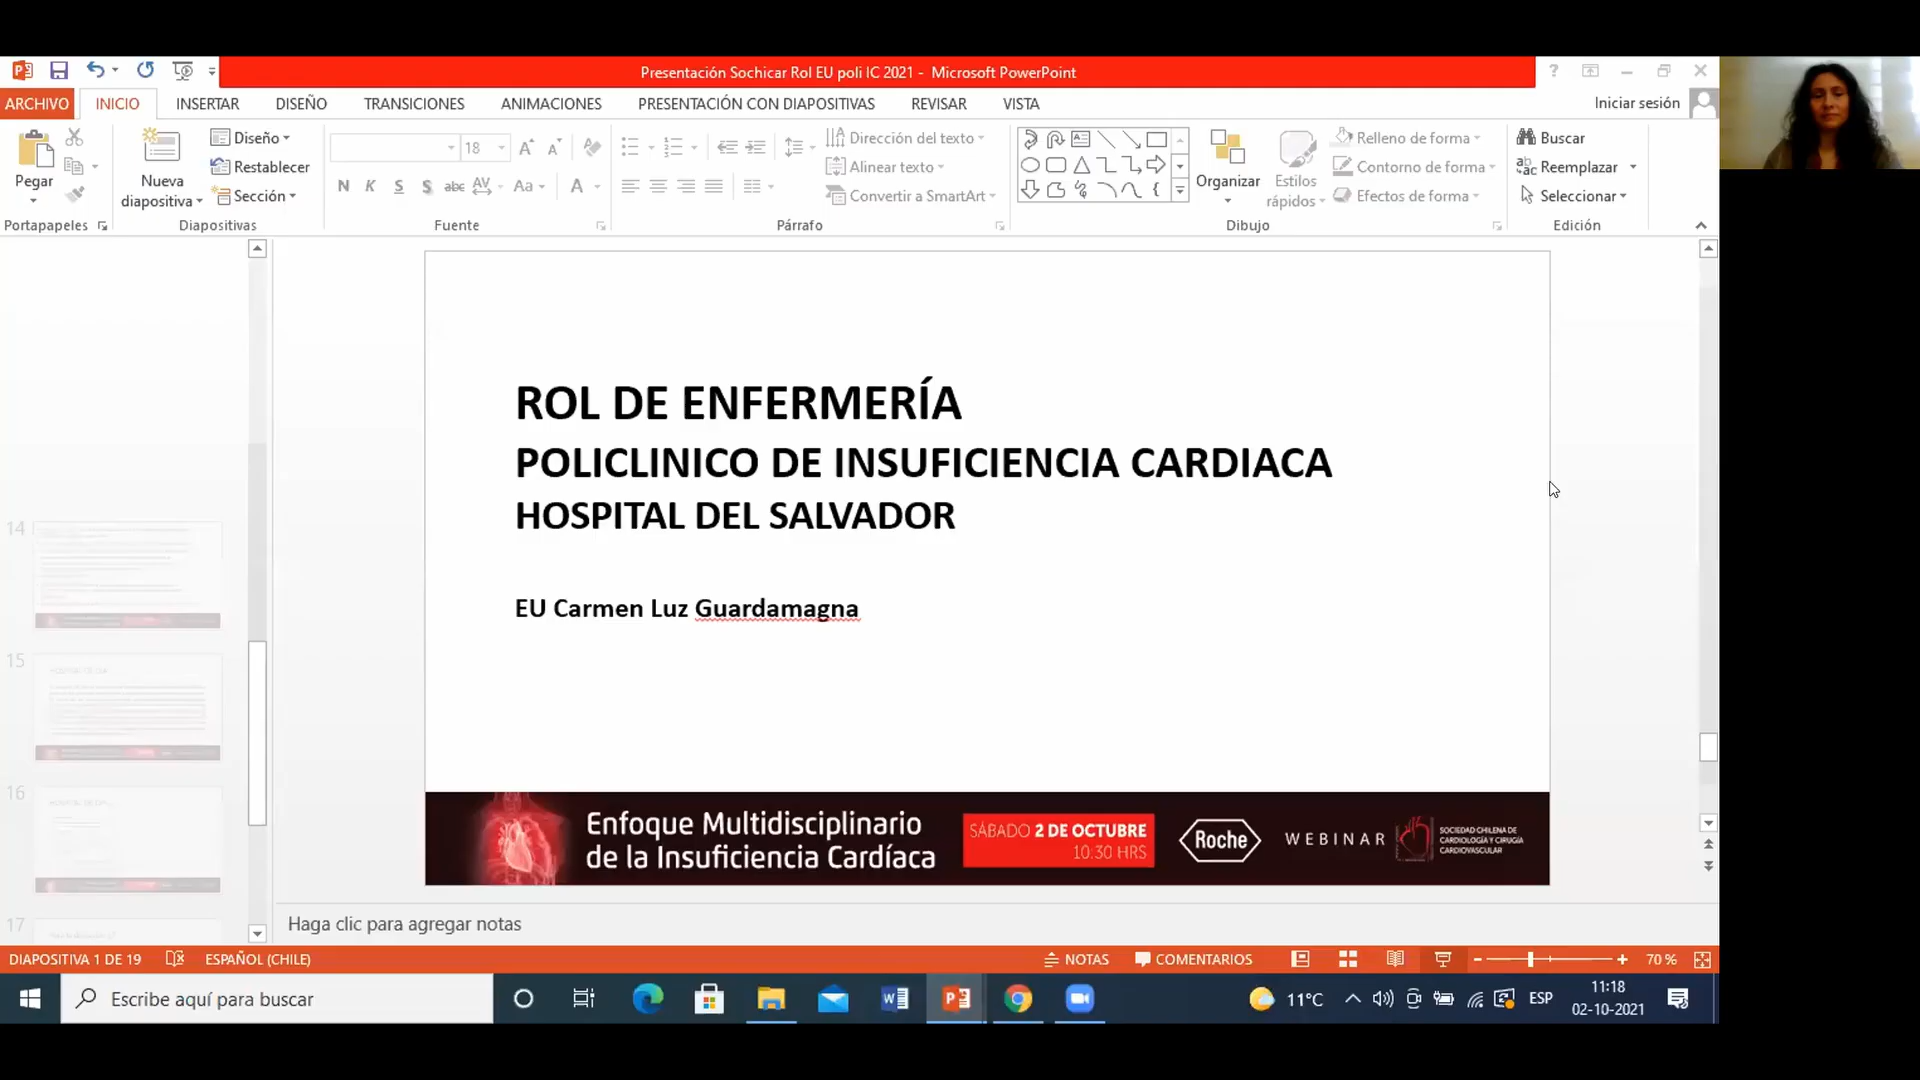 Presentación Sochicar Rol EU poli IC 2021 - Microsoft PowerPoint
ARCHIVO INICIO INSERTAR DISEÑO TRANSICIONES ANIMACIONES PRESENTACIÓN CON DIAPOSITIVAS REVISAR VISTA Iniciar sesión
Pegar
Portapapeles
Nueva
diapositiva
Diseño
Restablecer
Sección
Diapositivas
18
N K S S abc AV Aa A
Fuente
Dirección del texto
Alinear texto
Convertir a SmartArt
Párrafo
Organizar
Estilos
rápidos
Relleno de forma
Contorno de forma
Efectos de forma
Dibujo
Buscar
Reemplazar
Seleccionar
Edición
14
15
16
17
ROL DE ENFERMERÍA
POLICLINICO DE INSUFICIENCIA CARDIACA
HOSPITAL DEL SALVADOR
EU Carmen Luz Guardamagna
Enfoque Multidisciplinario
de la Insuficiencia Cardíaca
SÁBADO 2 DE OCTUBRE
10:30 HRS
Roche
WEBINAR
SOCIEDAD CHILENA DE
CARDIOLOGÍA Y CIRUGÍA
CARDIOVASCULAR
Haga clic para agregar notas
DIAPOSITIVA 1 DE 19 ESPAÑOL (CHILE) NOTAS COMENTARIOS 70 %
Escribe aquí para buscar
11°C
ESP
11:18
02-10-2021